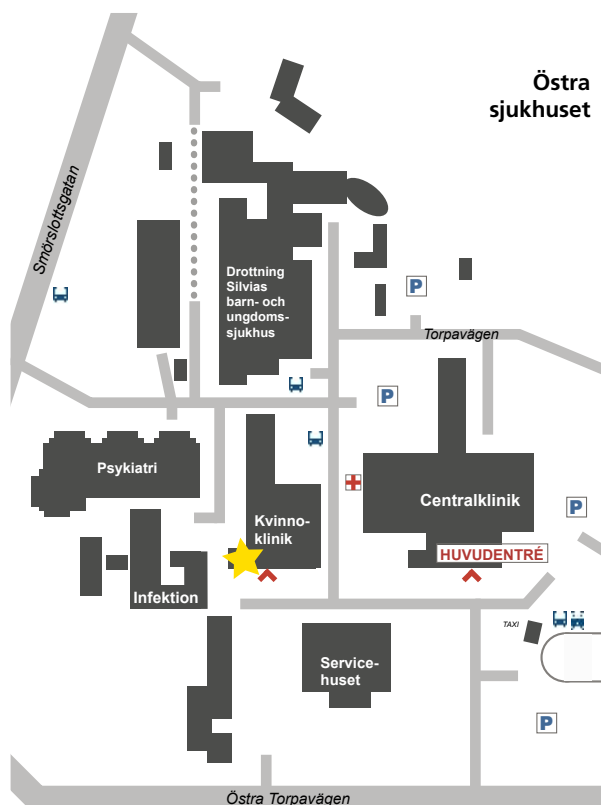 Östra
sjukhuset
Smörslottsgatan
Drottning
Silvias
barn- och
ungdoms-
sjukhus
P
Torpavägen
P
Psykiatri
Centralklinik
P
Kvinno-
klinik
HUVUDENTRÉ
Infektion
TAXI
Service-
huset
P
Östra Torpavägen